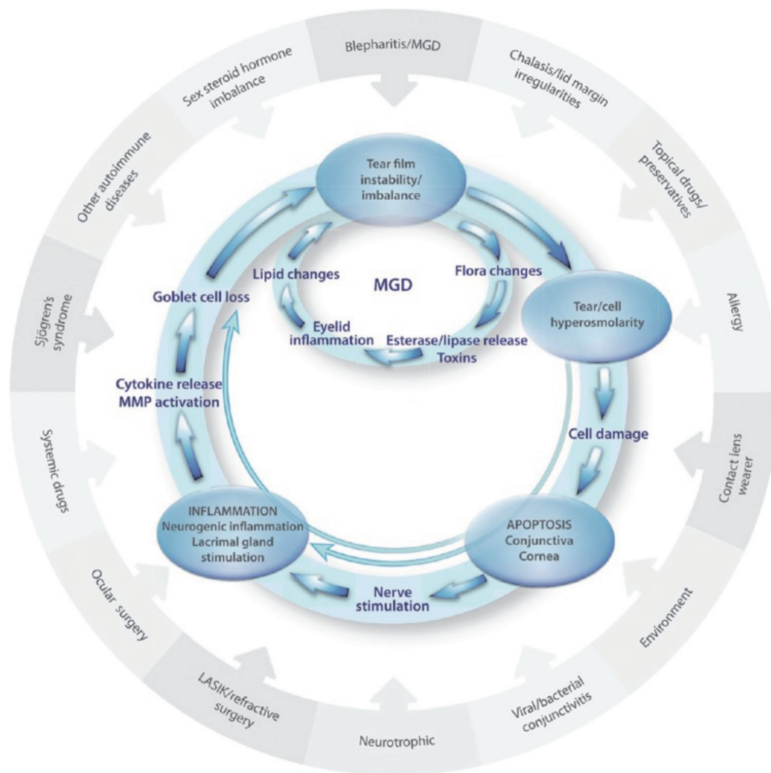 Blepharitis/MGD
Chalasis/lid margin
irregularities
Topical drugs/
preservatives
Allergy
Contact lens
wearer
Environment
Viral/bacterial
conjunctivitis
Neurotrophic
LASIK/refractive
surgery
Ocular surgery
Systemic drugs
Sjögren's
syndrome
Other autoimmune
diseases
Sex steroid hormone
imbalance
Tear film
instability/
imbalance
Tear/cell
hyperosmolarity
Cell damage
APOPTOSIS
Conjunctiva
Cornea
Nerve
stimulation
INFLAMMATION
Neurogenic inflammation
Lacrimal gland
stimulation
Cytokine release
MMP activation
Goblet cell loss
MGD
Flora changes
Esterase/lipase release
Toxins
Eyelid
inflammation
Lipid changes